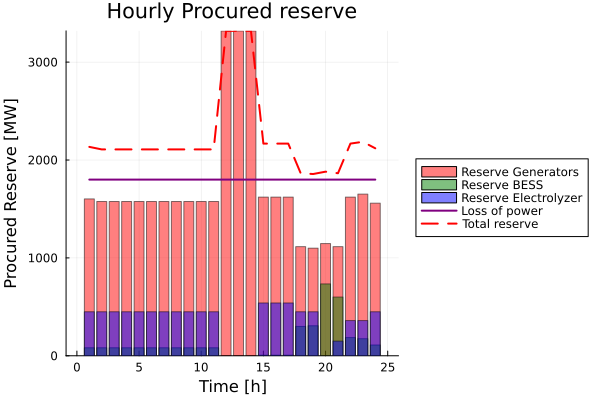 Hourly Procured reserve
Procured Reserve [MW]
3000
2000
1000
0
0 5 10 15 20 25
Time [h]
Reserve Generators
Reserve BESS
Reserve Electrolyzer
Loss of power
Total reserve